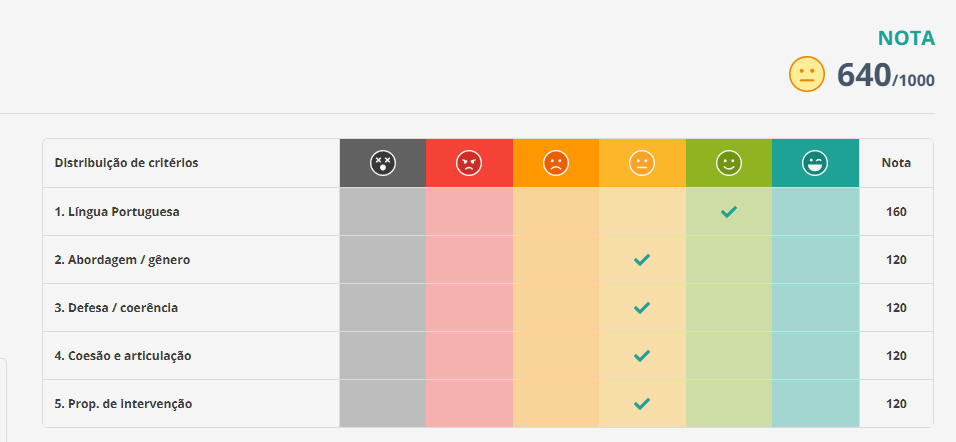 NOTA
640/1000
Distribuição de critérios Nota
1. Língua Portuguesa 160
2. Abordagem / gênero 120
3. Defesa / coerência 120
4. Coesão e articulação 120
5. Prop. de intervenção 120